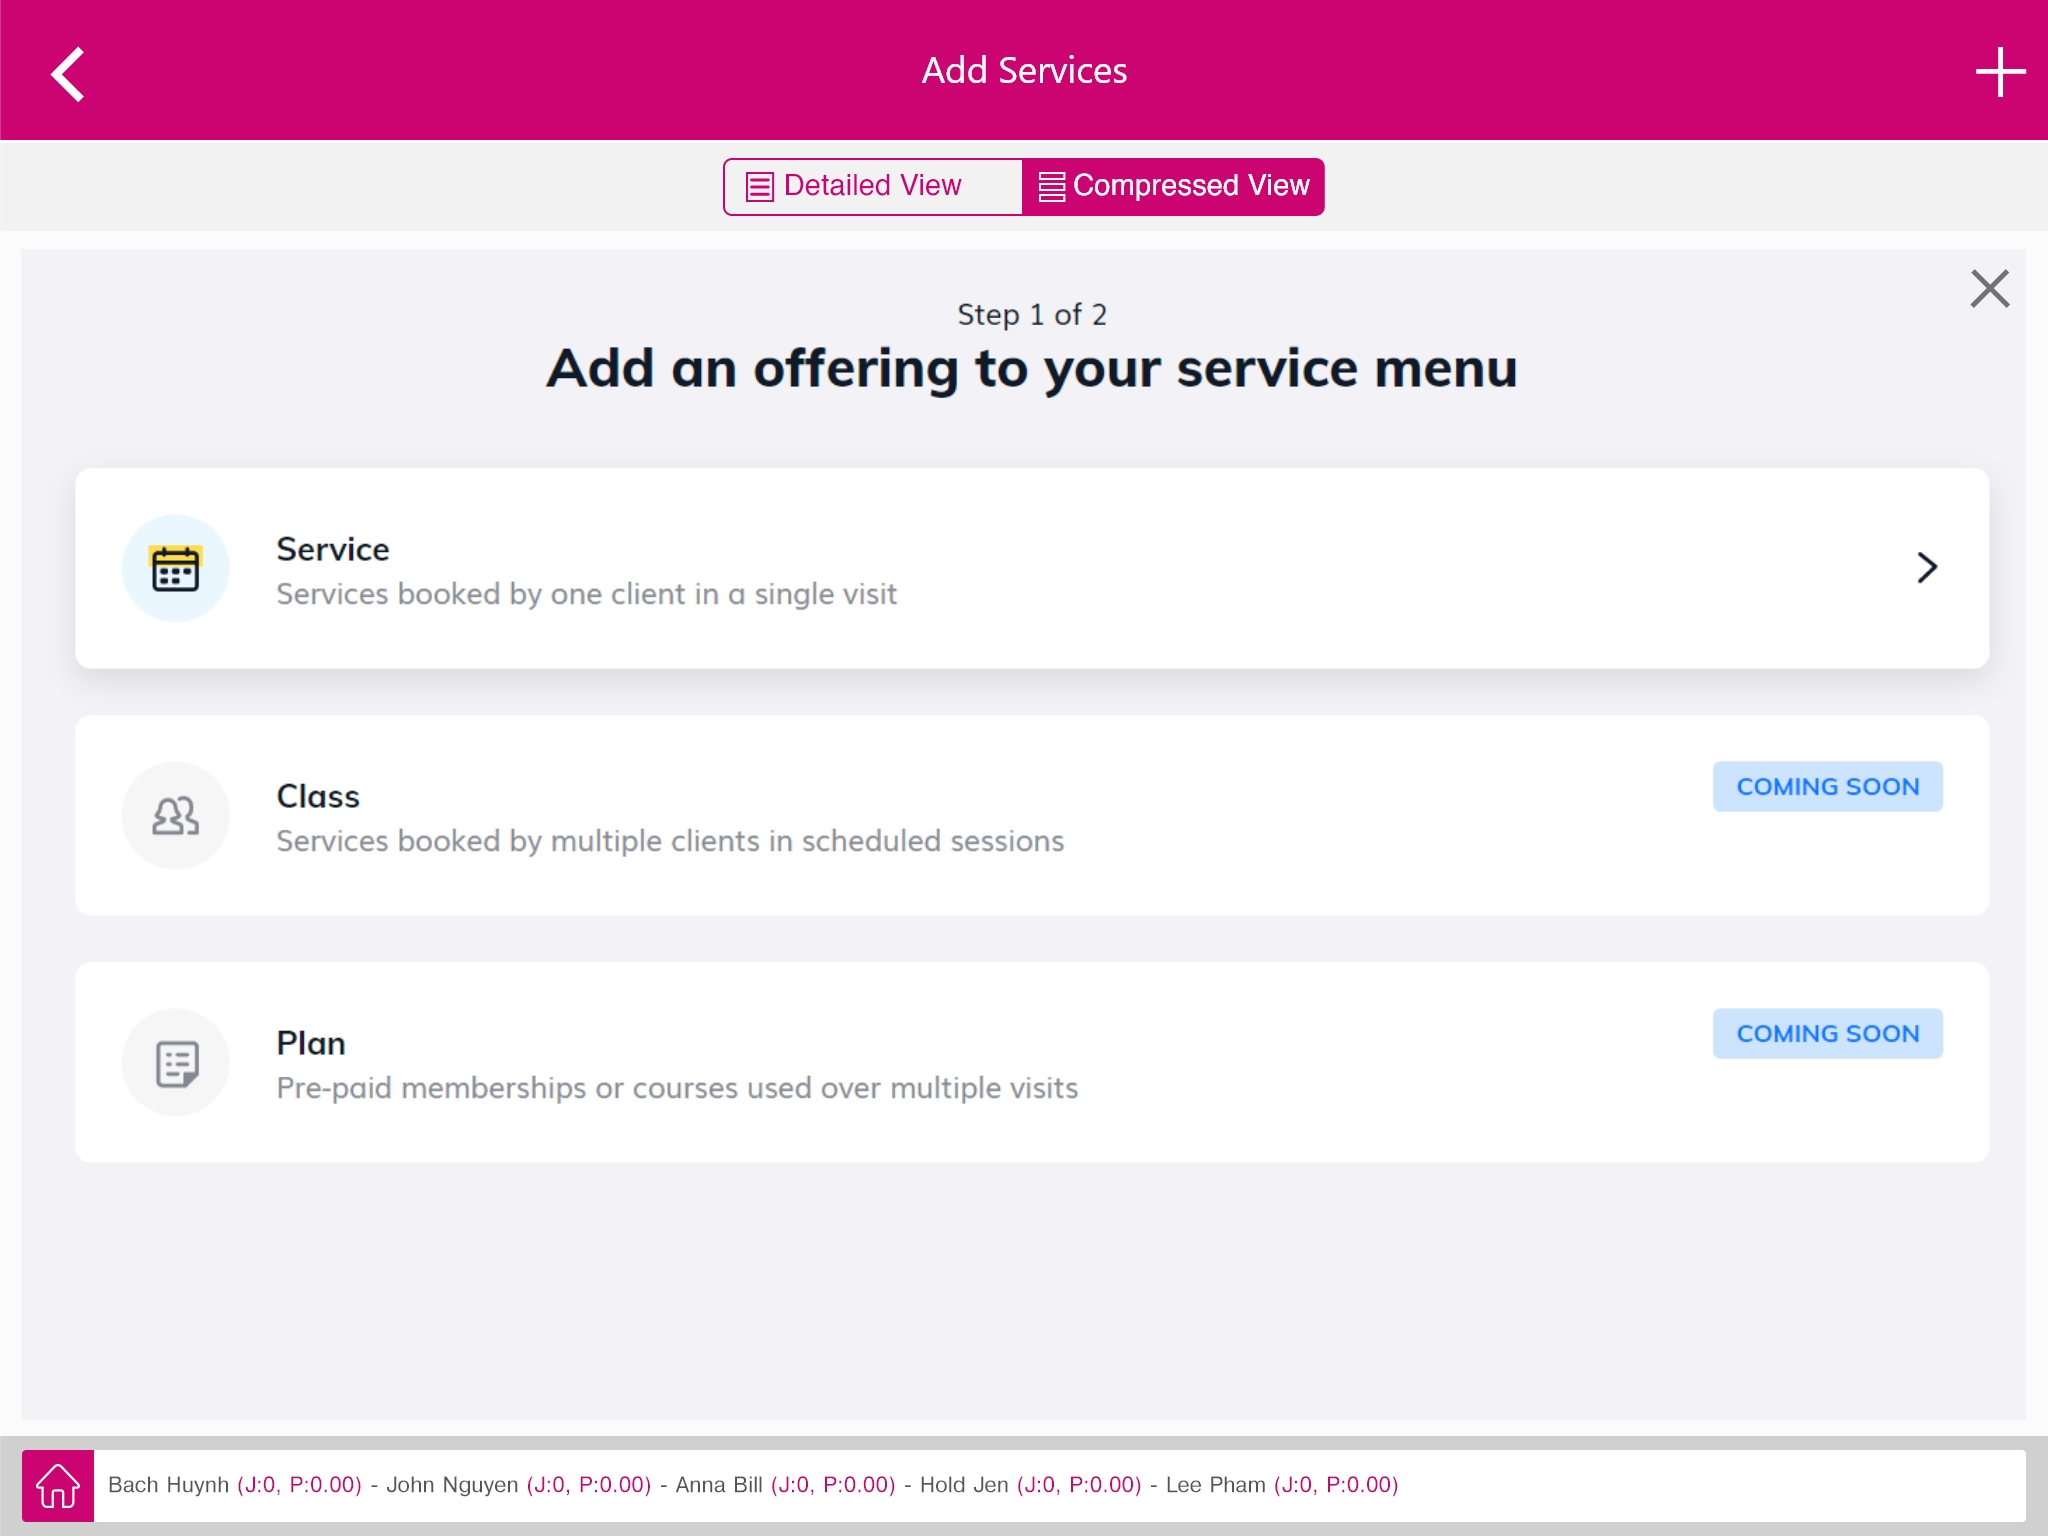 Add Services
Detailed View
Compressed View
Step 1 of 2
Add an offering to your service menu
Service
Services booked by one client in a single visit
Class
COMING SOON
Services booked by multiple clients in scheduled sessions
Plan
COMING SOON
Pre-paid memberships or courses used over multiple visits
Bach Huynh (J:0, P:0.00) - John Nguyen (J:0, P:0.00) - Anna Bill (J:0, P:0.00) - Hold Jen (J:0, P:0.00) - Lee Pham (J:0, P:0.00)